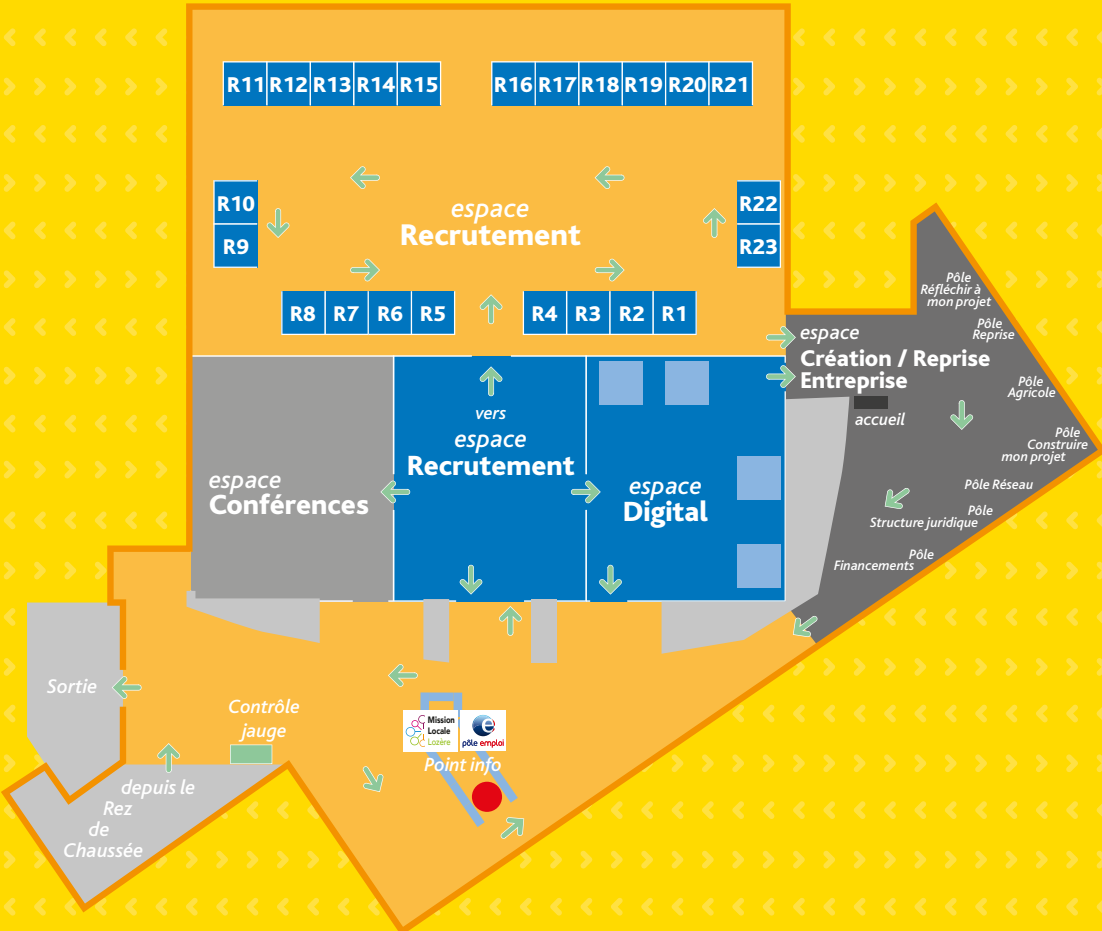 R11 R12 R13 R14 R15
R16 R17 R18 R19 R20 R21
R10
R9
R22
R23
espace
Recrutement
R8 R7 R6 R5
R4 R3 R2 R1
espace
Création / Reprise
Entreprise
accueil
Pôle
Réfléchir à
mon projet
Pôle
Reprise
Pôle
Agricole
Pôle
Construire
mon projet
Pôle Réseau
Pôle
Structure juridique
Pôle
Financements
vers
espace
Recrutement
espace
Conférences
espace
Digital
Sortie
Contrôle
jauge
depuis le
Rez
de
Chaussée
Mission
Locale
Lozère
pôle emploi
Point info